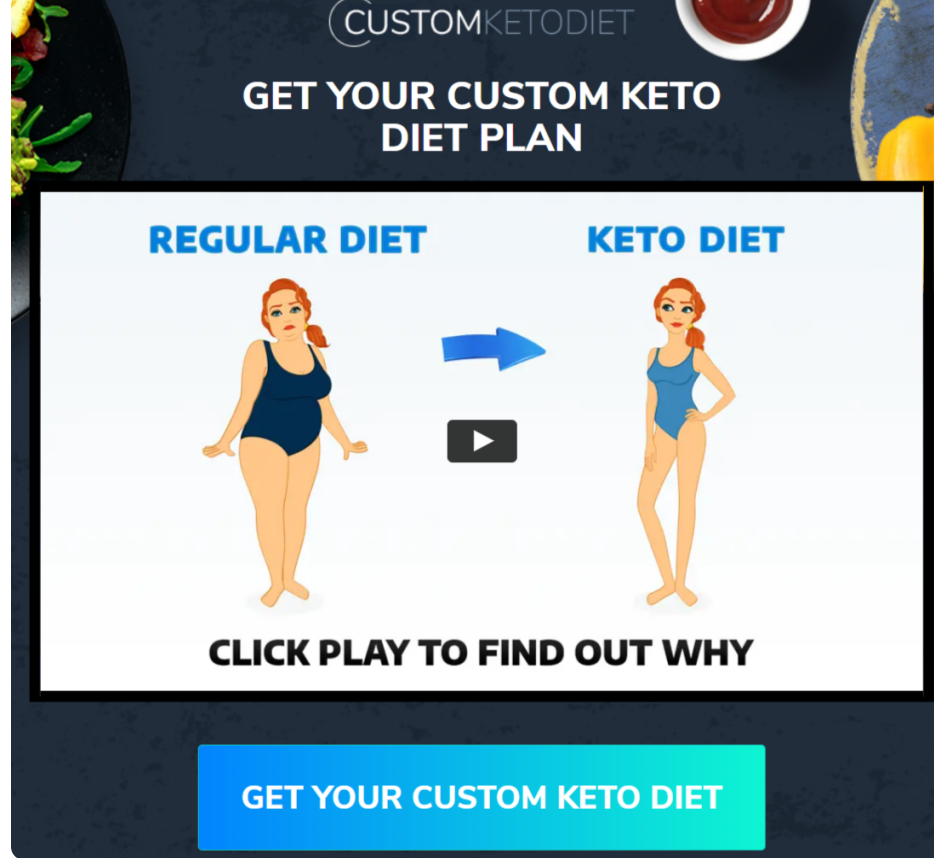 CUSTOMKETODIET
GET YOUR CUSTOM KETO
DIET PLAN
REGULAR DIET
KETO DIET
CLICK PLAY TO FIND OUT WHY
GET YOUR CUSTOM KETO DIET